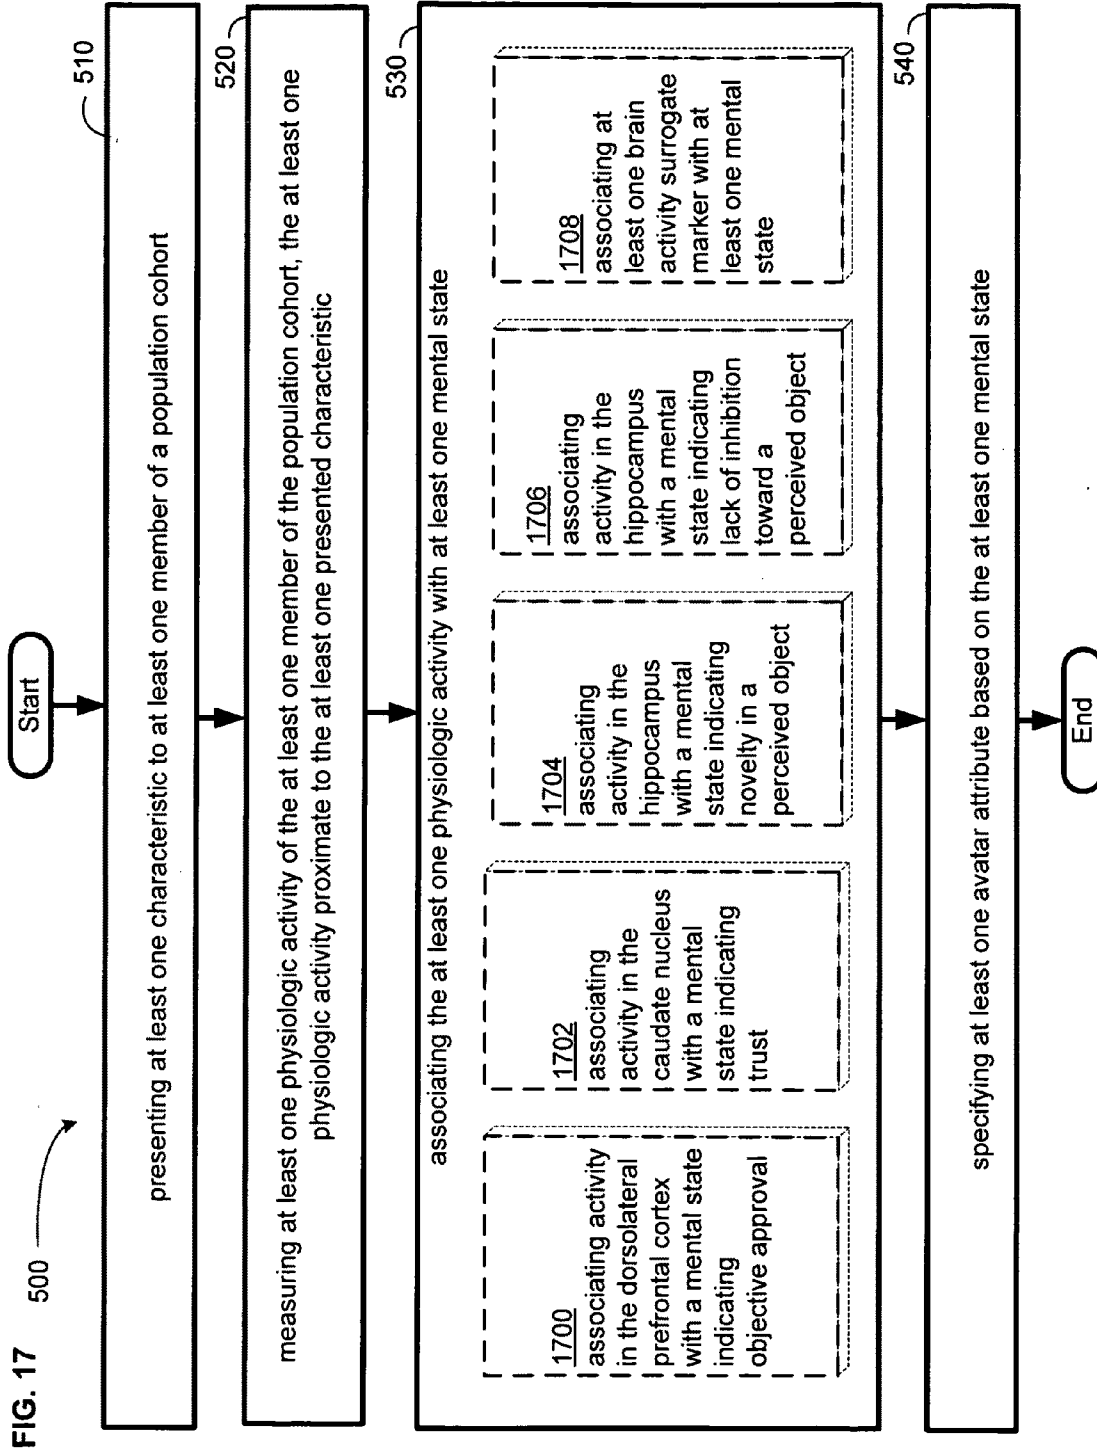 FIG. 17
500
Start
510
presenting at least one characteristic to at least one member of a population cohort
520
measuring at least one physiologic activity of the at least one member of the population cohort, the at least one
physiologic activity proximate to the at least one presented characteristic
530
associating the at least one physiologic activity with at least one mental state
1700
associating activity
in the dorsolateral
prefrontal cortex
with a mental state
indicating
objective approval
1702
associating
activity in the
caudate nucleus
with a mental
state indicating
trust
1704
associating
activity in the
hippocampus
with a mental
state indicating
novelty in a
perceived object
1706
associating
activity in the
hippocampus
with a mental
state indicating
lack of inhibition
toward a
perceived object
1708
associating at
least one brain
activity surrogate
marker with at
least one mental
state
540
specifying at least one avatar attribute based on the at least one mental state
End